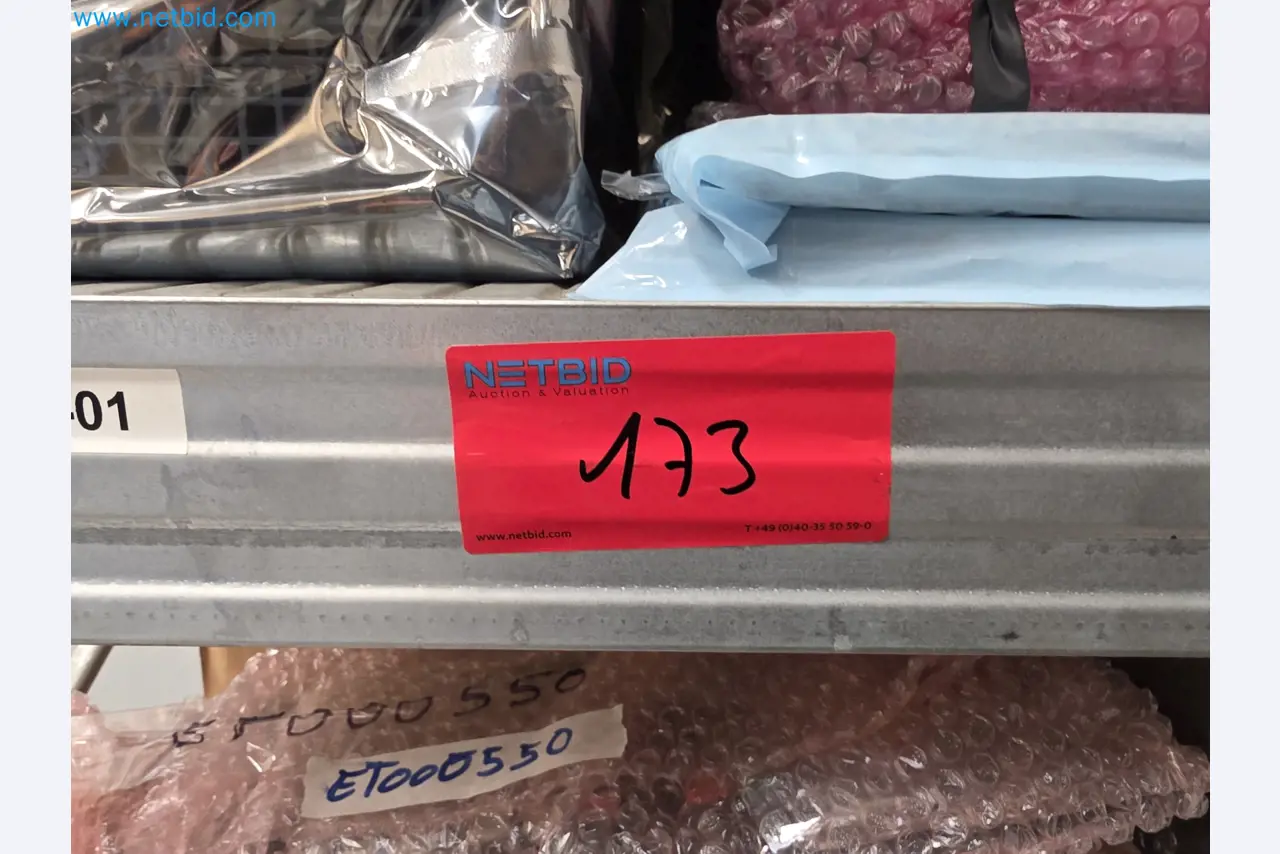 www.netbid.com
-01
NETBID
Auction & Valuation
173
www.netbid.com
T +49 (0)40-35 50 59-0
ET000550
ET000550